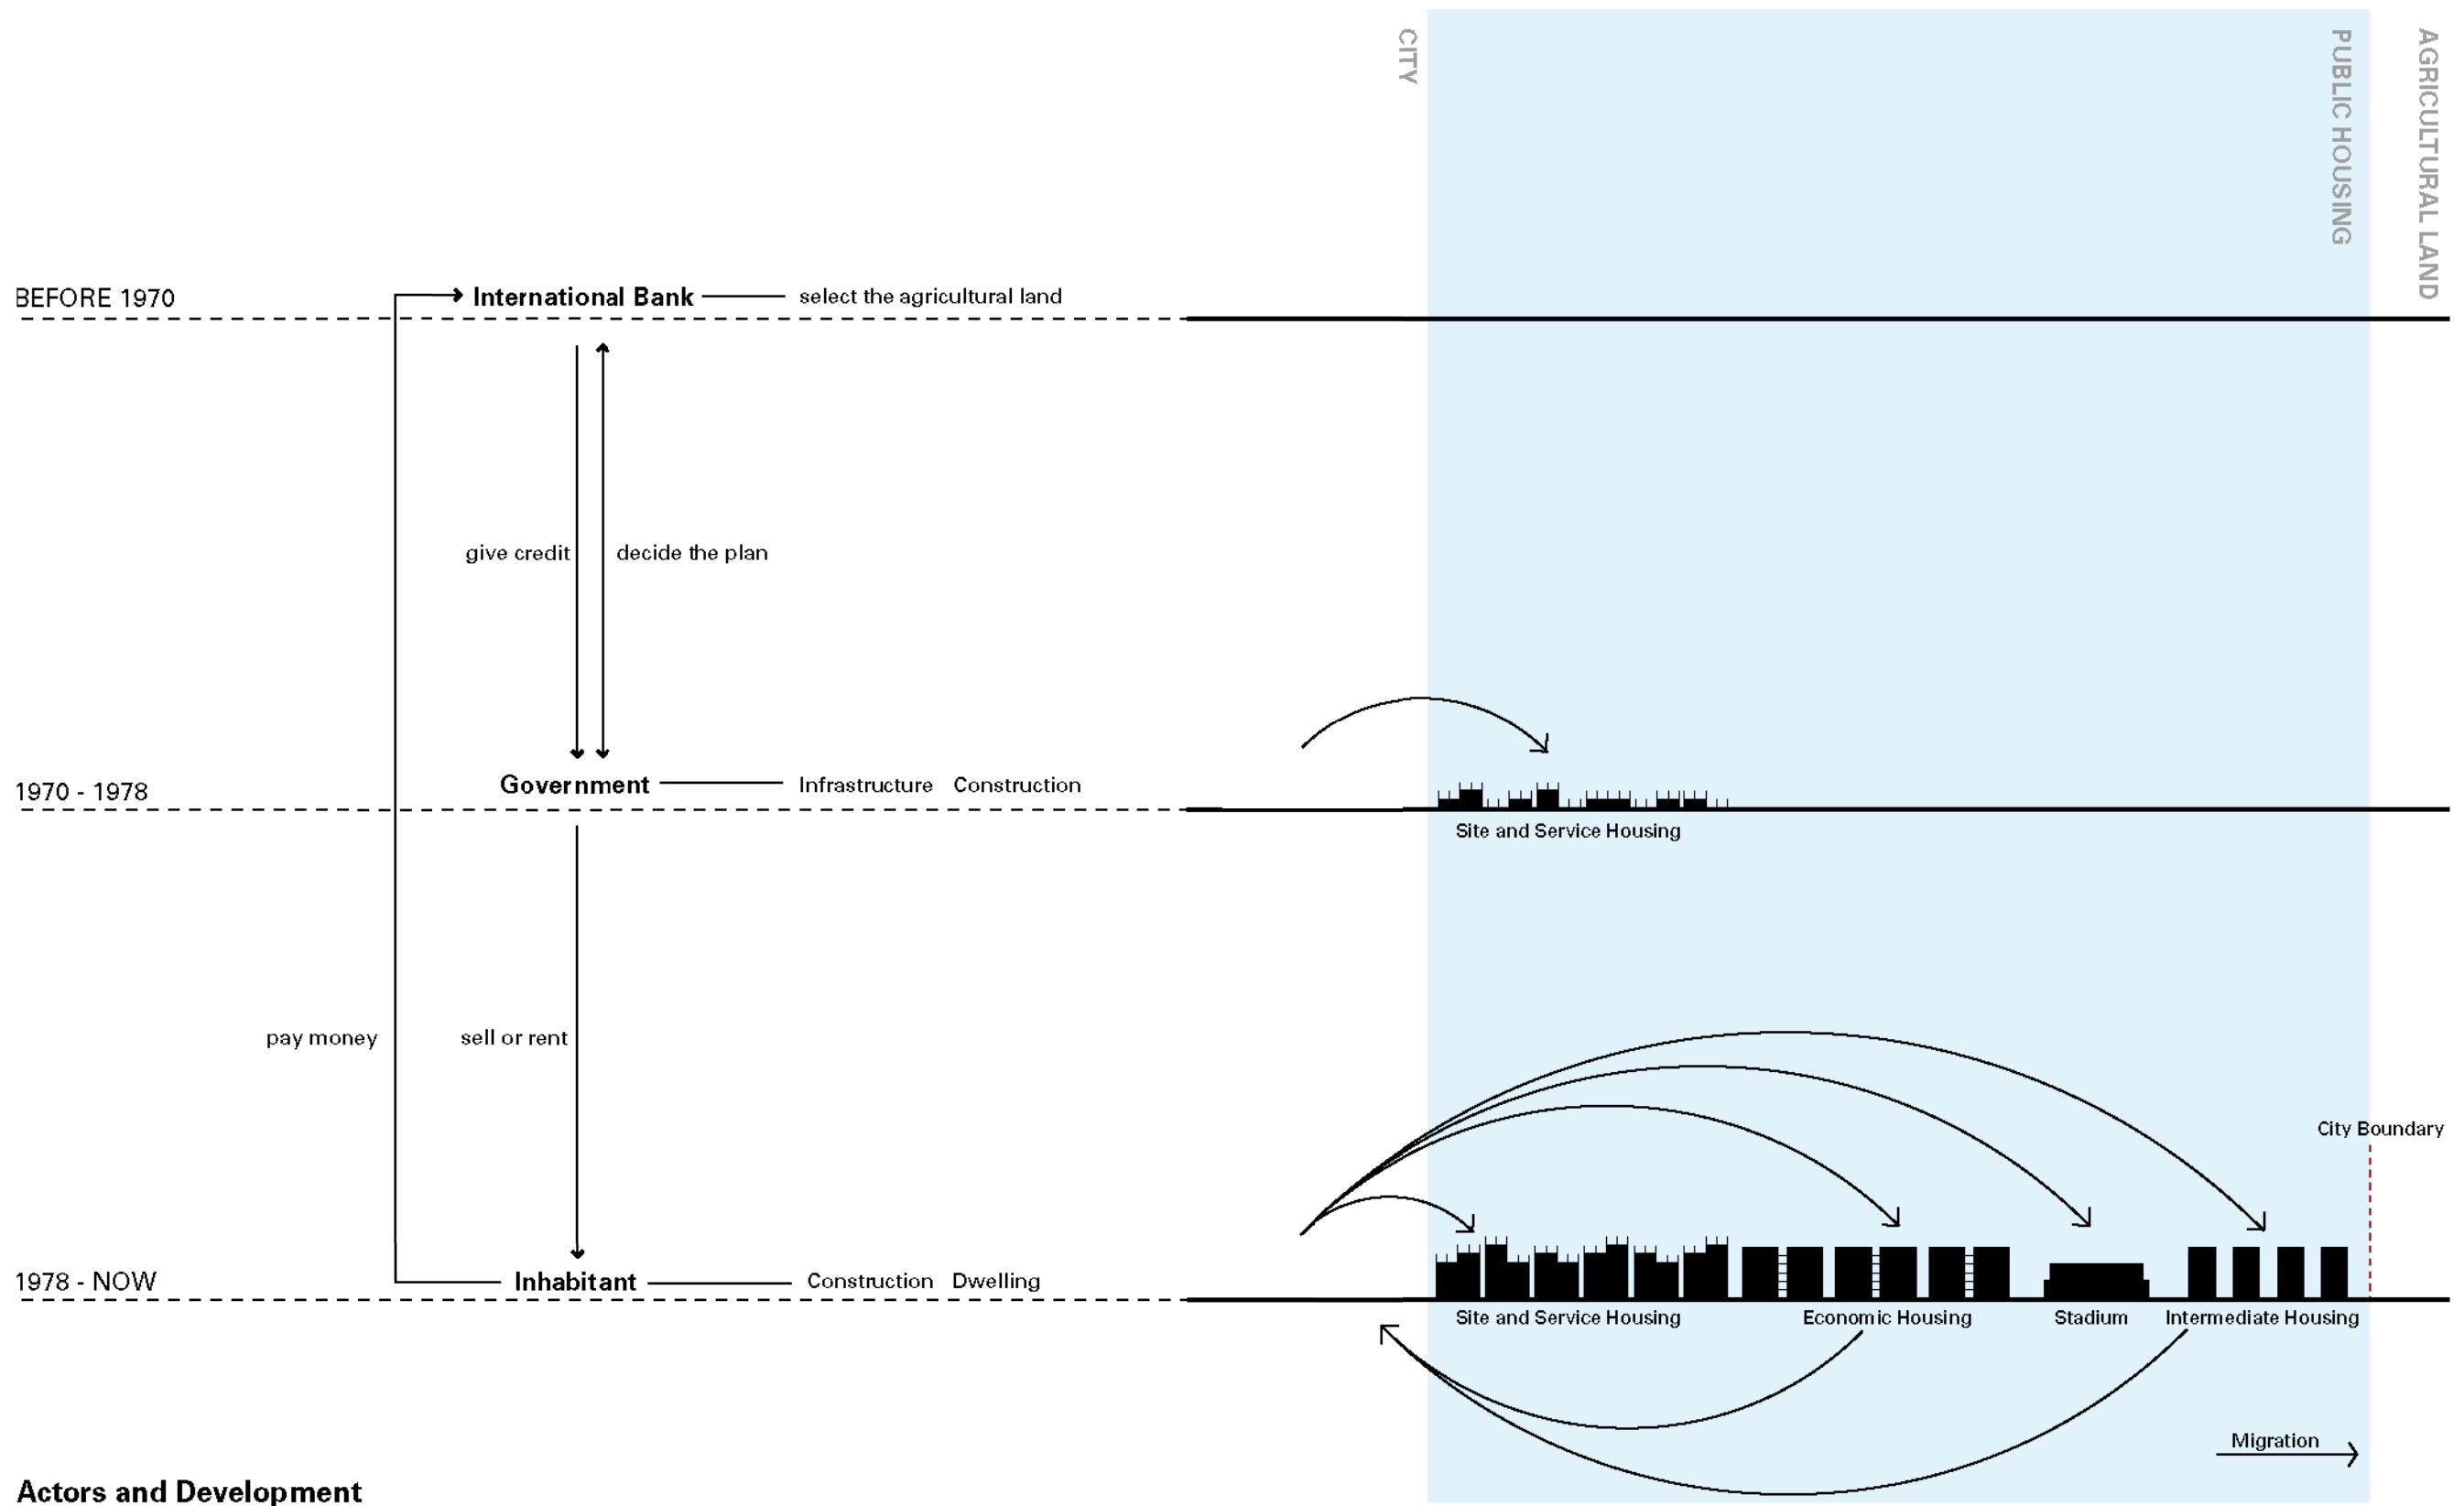 CITY
PUBLIC HOUSING
AGRICULTURAL LAND
BEFORE 1970
International Bank
select the agricultural land
give credit
decide the plan
1970 - 1978
Government
Infrastructure Construction
Site and Service Housing
pay money
sell or rent
City Boundary
1978 - NOW
Inhabitant
Construction Dwelling
Site and Service Housing
Economic Housing
Stadium
Intermediate Housing
Migration
Actors and Development